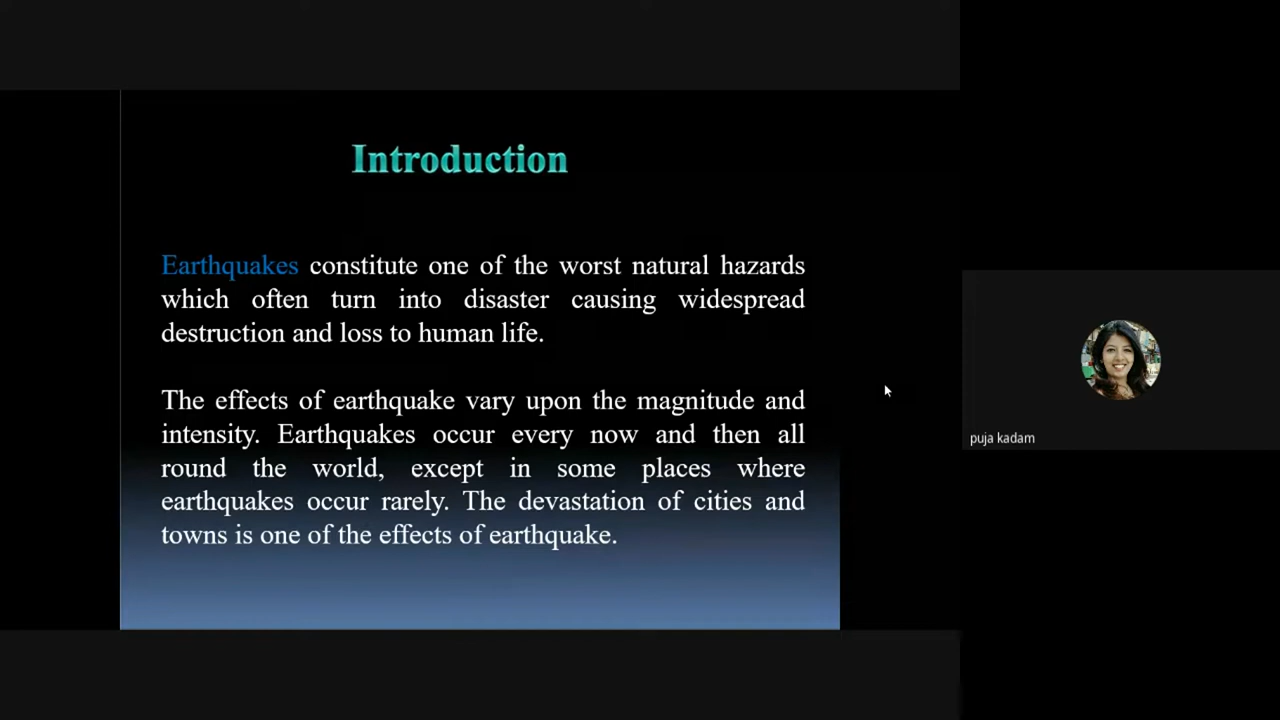 Introduction
Earthquakes constitute one of the worst natural hazards
which often turn into disaster causing widespread
destruction and loss to human life.
The effects of earthquake vary upon the magnitude and
intensity. Earthquakes occur every now and then all
round the world, except in some places where
earthquakes occur rarely. The devastation of cities and
towns is one of the effects of earthquake.
puja kadam